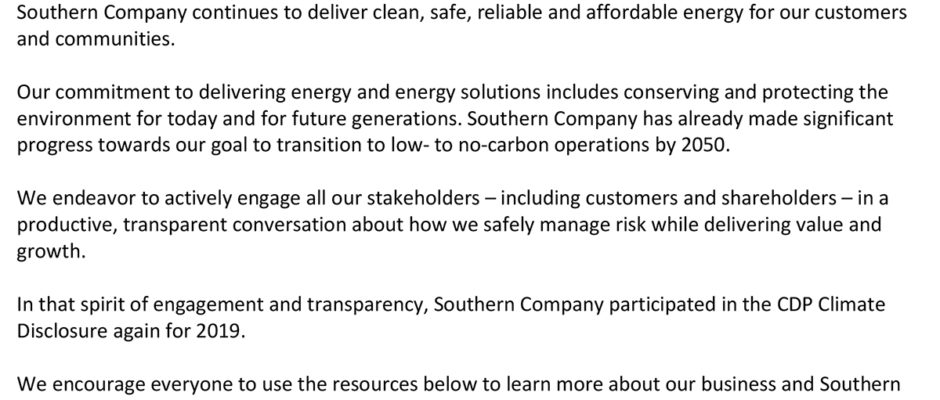 Southern Company continues to deliver clean, safe, reliable and affordable energy for our customers
and communities.
Our commitment to delivering energy and energy solutions includes conserving and protecting the
environment for today and for future generations. Southern Company has already made significant
progress towards our goal to transition to low- to no-carbon operations by 2050.
We endeavor to actively engage all our stakeholders – including customers and shareholders – in a
productive, transparent conversation about how we safely manage risk while delivering value and
growth.
In that spirit of engagement and transparency, Southern Company participated in the CDP Climate
Disclosure again for 2019.
We encourage everyone to use the resources below to learn more about our business and Southern